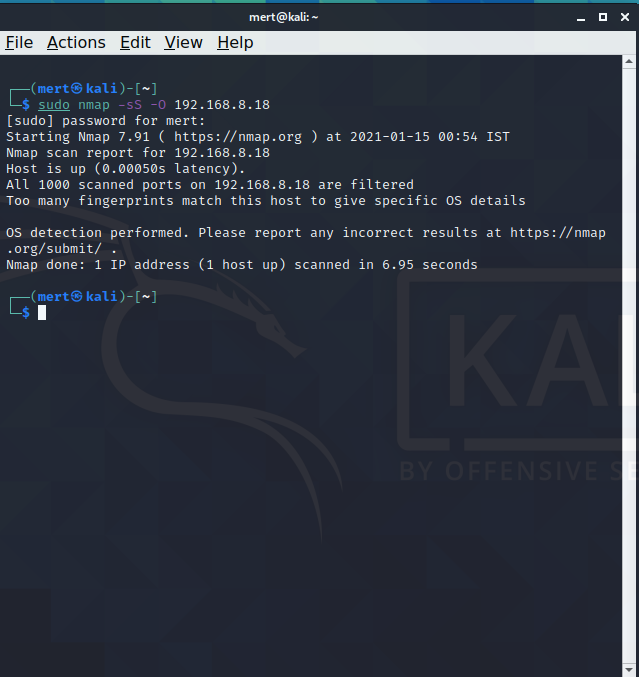 mert@kali: ~
File Actions Edit View Help
┌──(mert㉿kali)-[~]
└─$ sudo nmap -sS -O 192.168.8.18
[sudo] password for mert:
Starting Nmap 7.91 ( https://nmap.org ) at 2021-01-15 00:54 IST
Nmap scan report for 192.168.8.18
Host is up (0.00050s latency).
All 1000 scanned ports on 192.168.8.18 are filtered
Too many fingerprints match this host to give specific OS details
OS detection performed. Please report any incorrect results at https://nmap
.org/submit/ .
Nmap done: 1 IP address (1 host up) scanned in 6.95 seconds
┌──(mert㉿kali)-[~]
└─$
KAL
BY OFFENSIVE SE